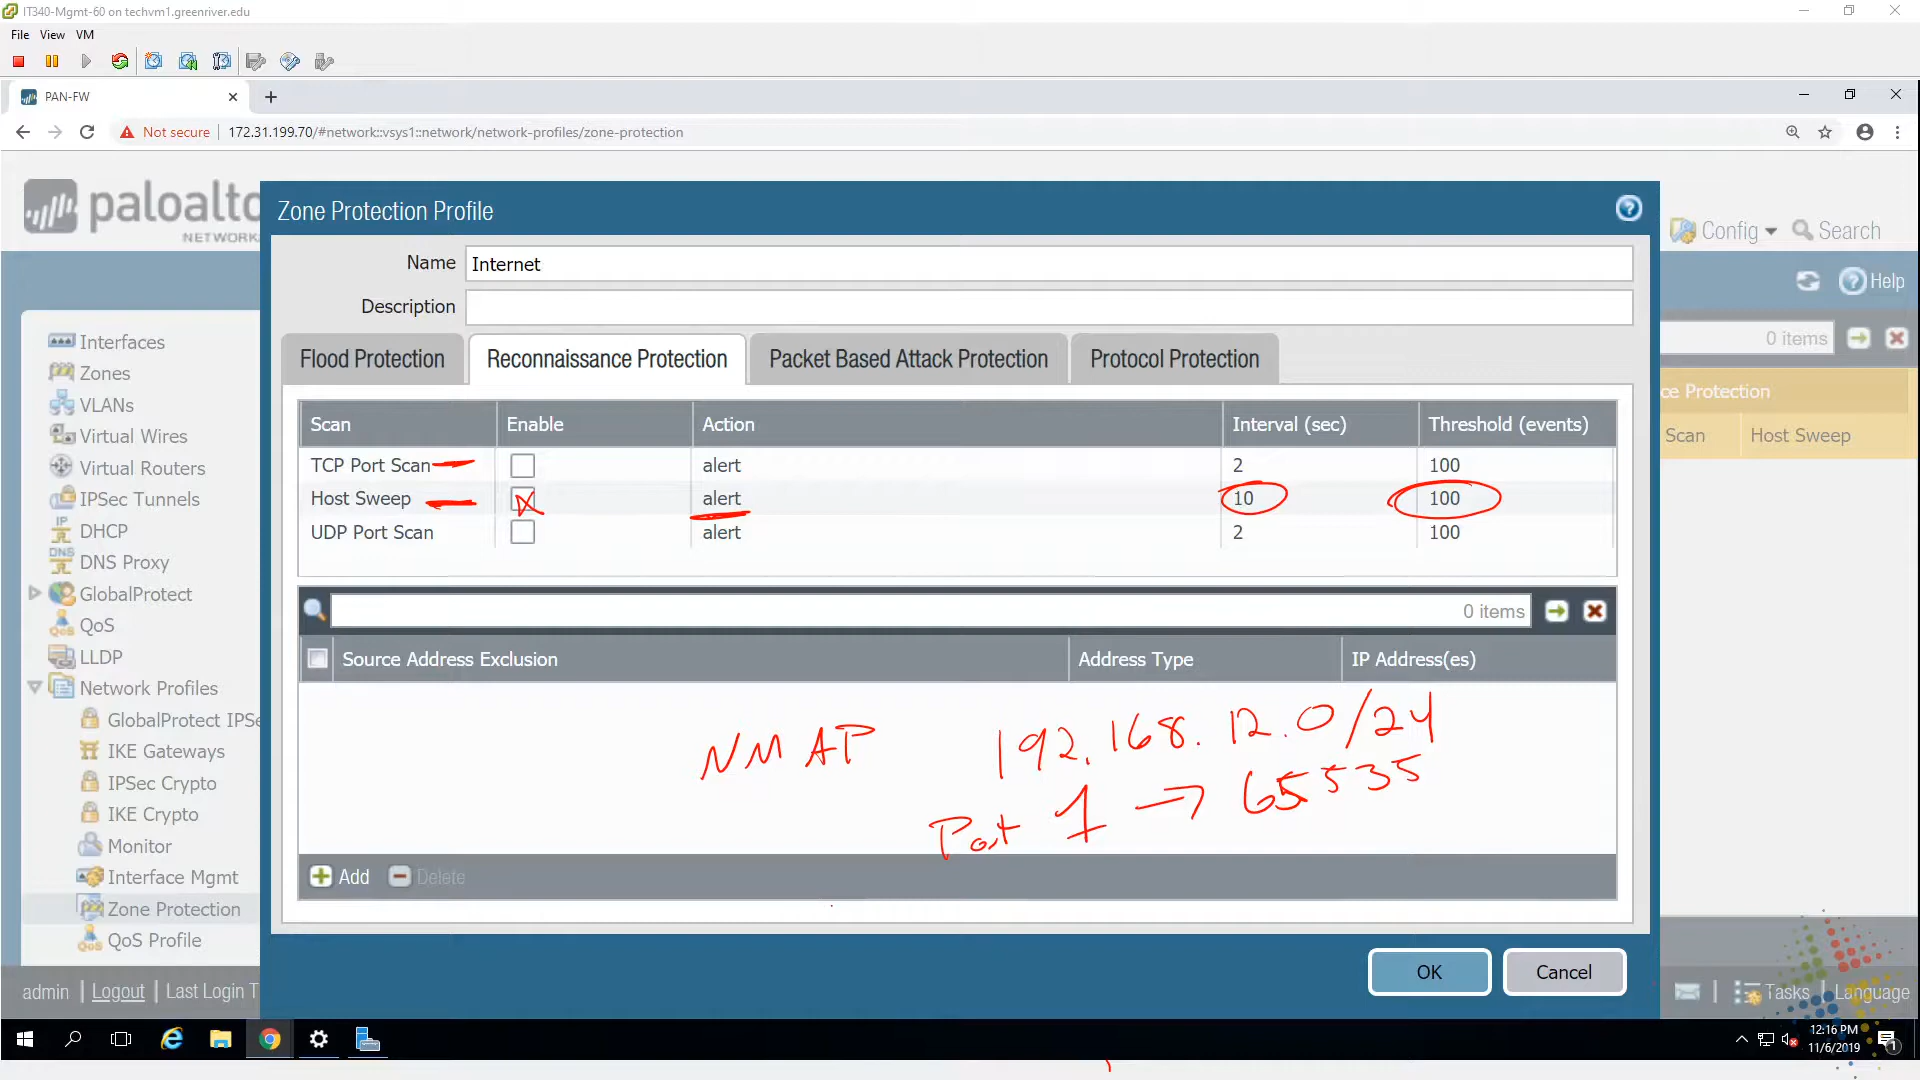 IT340-Mgmt-60 on techvm1.greenriver.edu
File View VM
PAN-FW
Not secure 172.31.199.70/#network::vsys1::network/network-profiles/zone-protection
paloalto
NETWORKS
Config Search
Help
Zone Protection Profile
Name Internet
Description
Flood Protection Reconnaissance Protection Packet Based Attack Protection Protocol Protection
Scan Enable Action Interval (sec) Threshold (events)
TCP Port Scan alert 2 100
Host Sweep alert 10 100
UDP Port Scan alert 2 100
0 items
Source Address Exclusion Address Type IP Address(es)
NMAP 192.168.12.0/24
Port 1 → 65535
Add Delete
OK Cancel
Interfaces
Zones
VLANs
Virtual Wires
Virtual Routers
IPSec Tunnels
DHCP
DNS Proxy
GlobalProtect
QoS
LLDP
Network Profiles
GlobalProtect IPSe
IKE Gateways
IPSec Crypto
IKE Crypto
Monitor
Interface Mgmt
Zone Protection
QoS Profile
0 items
ce Protection
Scan Host Sweep
admin Logout Last Login T
Tasks Language
12:16 PM
11/6/2019
1